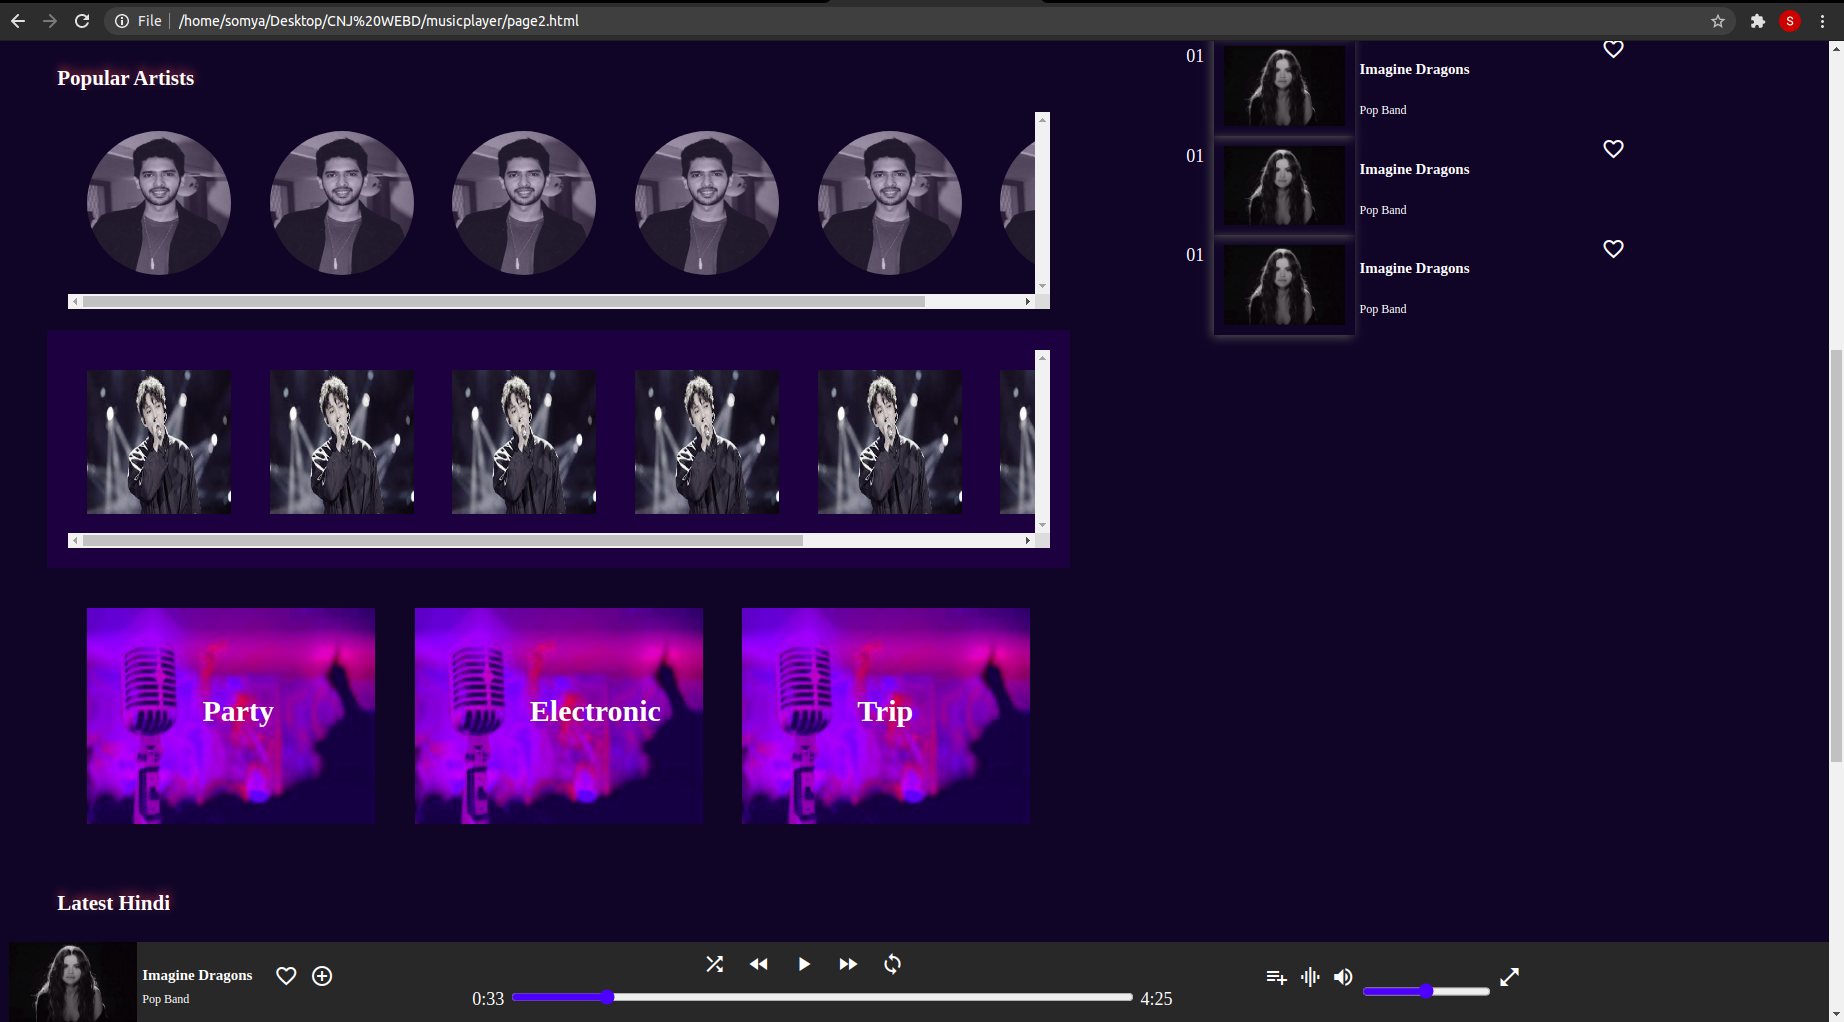 File
/home/somya/Desktop/CNJ%20WEBD/musicplayer/page2.html
S
Popular Artists
01
Imagine Dragons
Pop Band
01
Imagine Dragons
Pop Band
01
Imagine Dragons
Pop Band
Party
Electronic
Trip
Latest Hindi
Imagine Dragons
Pop Band
0:33
4:25